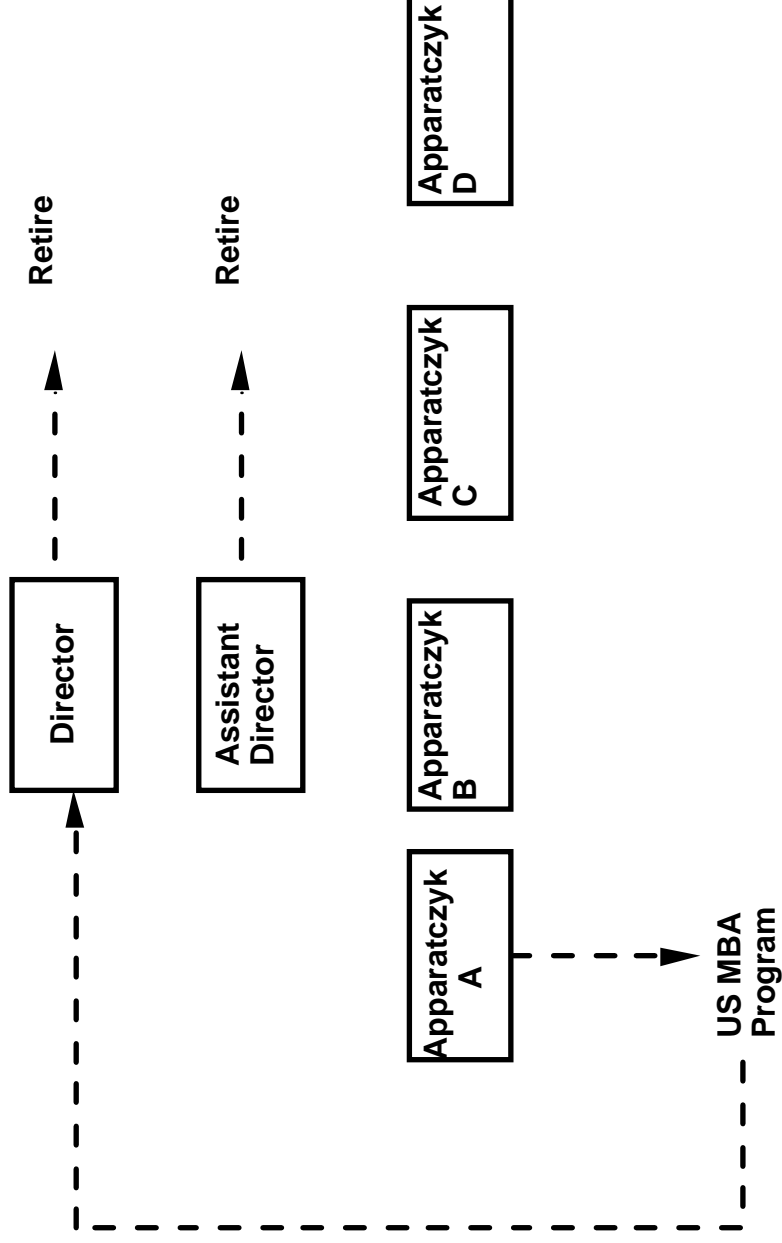 Director
Retire
Assistant
Director
Retire
Apparatczyk
A
Apparatczyk
B
Apparatczyk
C
Apparatczyk
D
US MBA
Program